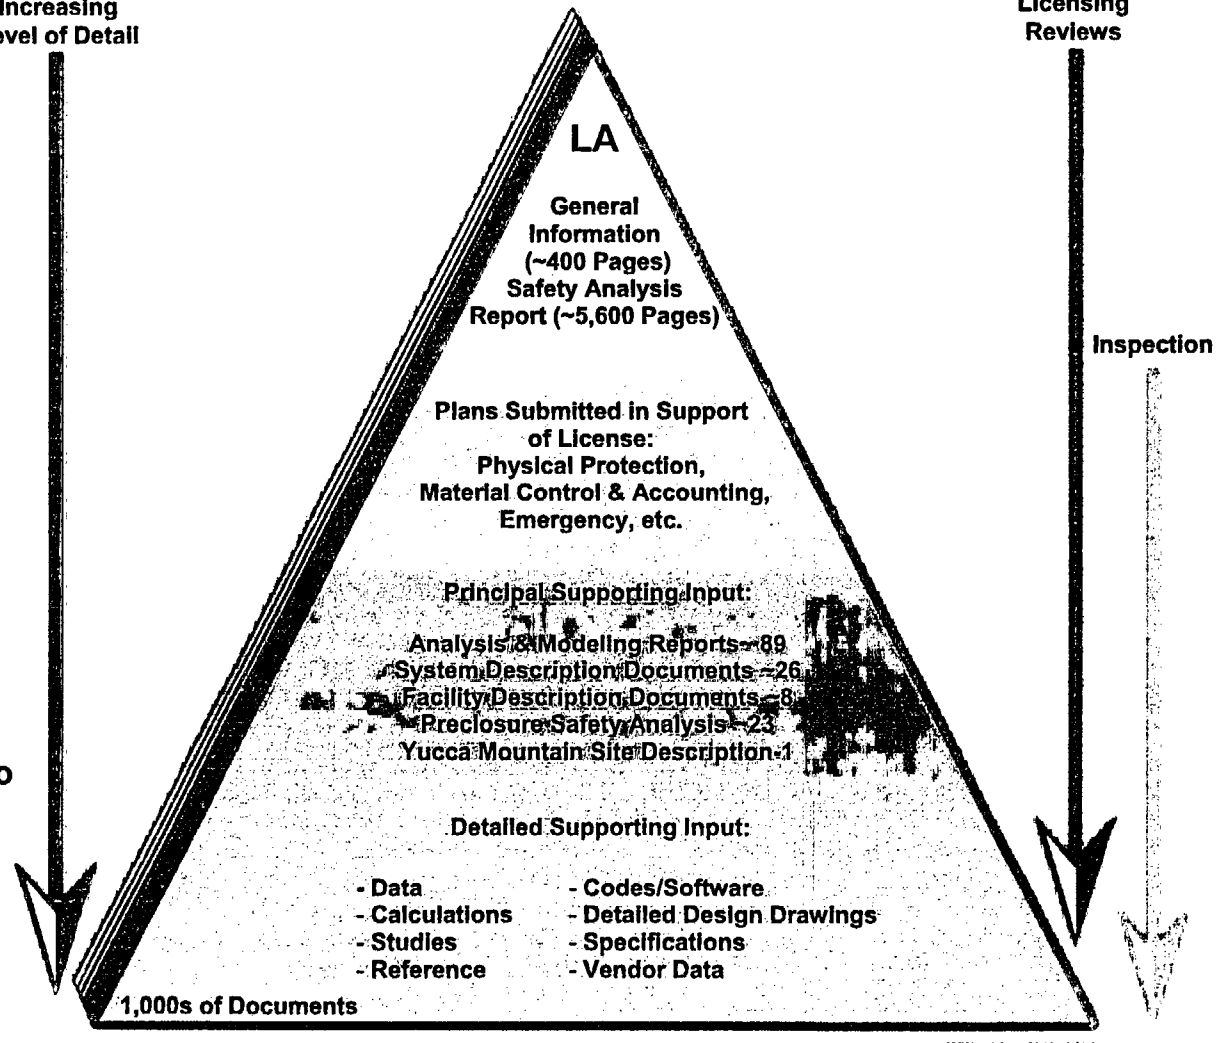 Increasing
evel of Detail
Licensing
Reviews
LA
General
Information
(~400 Pages)
Safety Analysis
Report (~5,600 Pages)
Inspection
Plans Submitted in Support
of License:
Physical Protection,
Material Control & Accounting,
Emergency, etc.
Principal Supporting Input:
Analysis & Modeling Reports~89
System Description Documents ~26
Facility Description Documents ~8
Preclosure Safety Analysis ~23
Yucca Mountain Site Description-1
o
Detailed Supporting Input:
- Data - Codes/Software
- Calculations - Detailed Design Drawings
- Studies - Specifications
- Reference - Vendor Data
1,000s of Documents